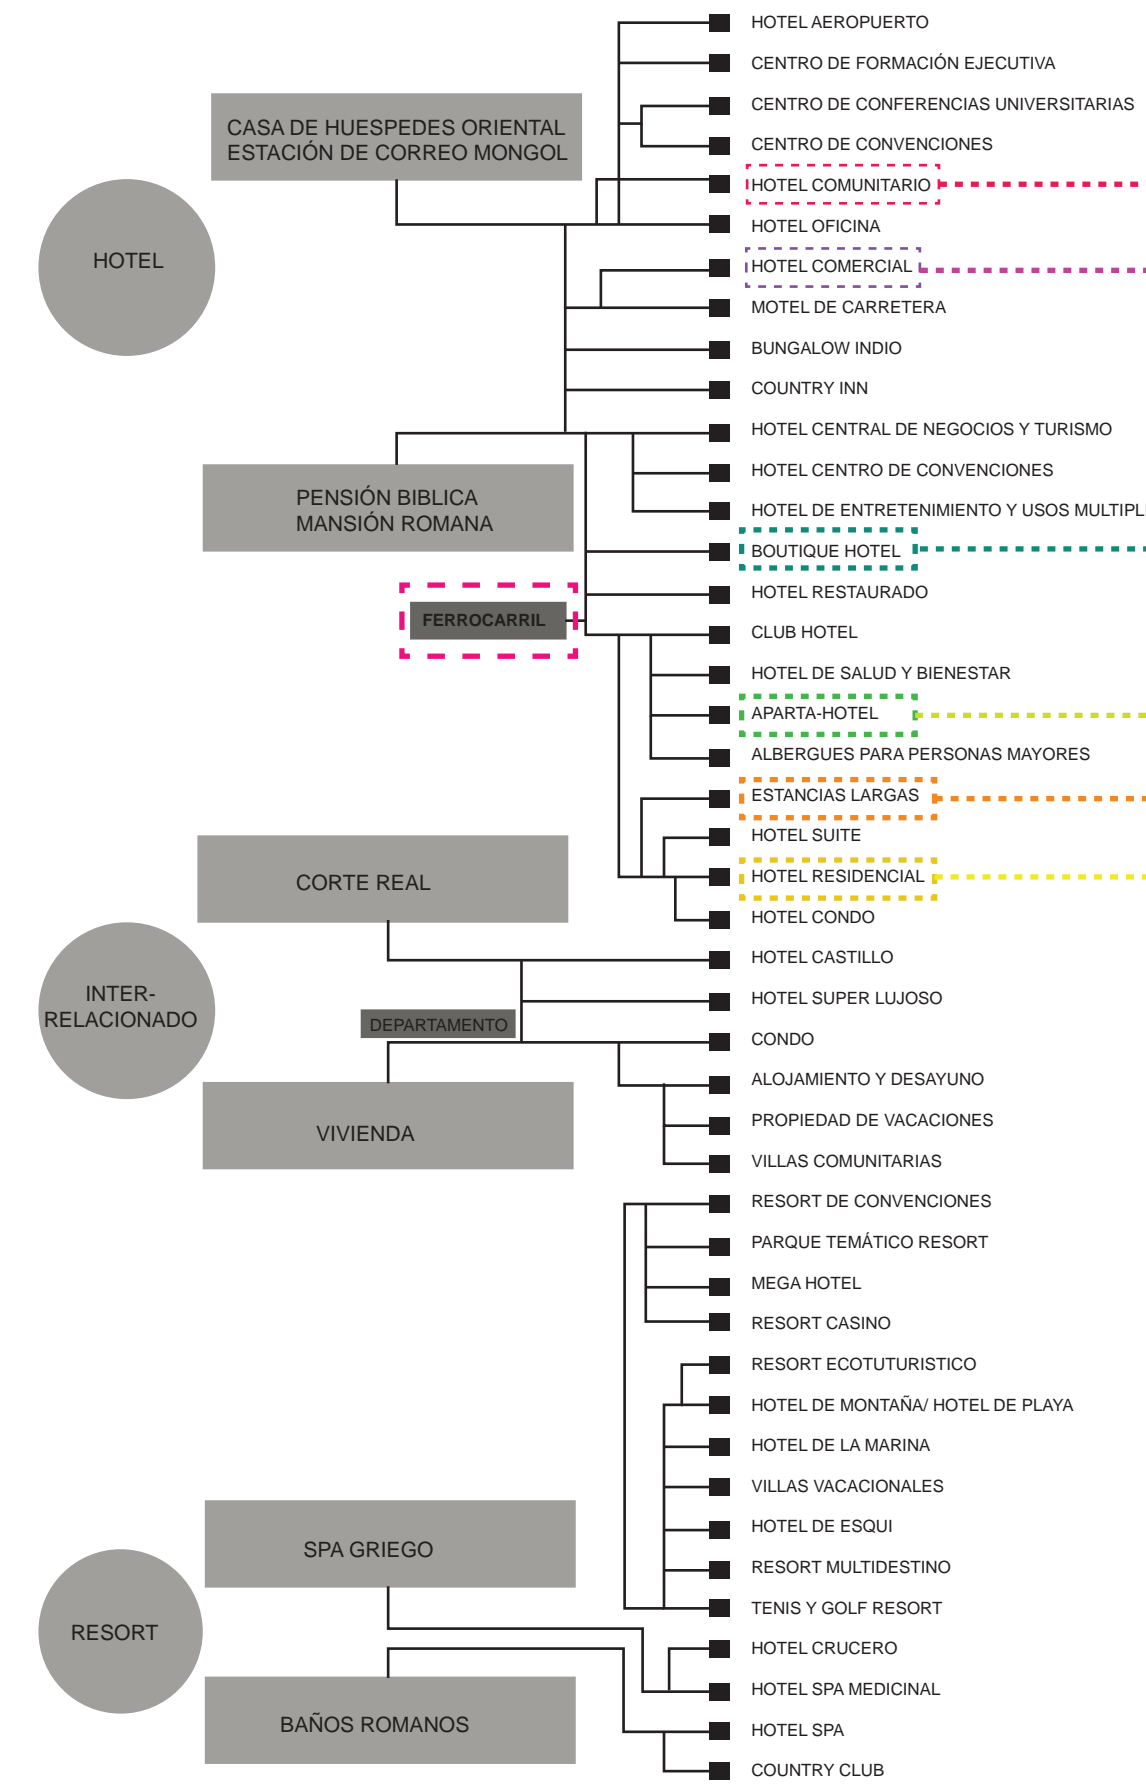 HOTEL AEROPUERTO
CENTRO DE FORMACIÓN EJECUTIVA
CENTRO DE CONFERENCIAS UNIVERSITARIAS
CASA DE HUESPEDES ORIENTAL
ESTACIÓN DE CORREO MONGOL
CENTRO DE CONVENCIONES
HOTEL COMUNITARIO
HOTEL OFICINA
HOTEL
HOTEL COMERCIAL
MOTEL DE CARRETERA
BUNGALOW INDIO
COUNTRY INN
HOTEL CENTRAL DE NEGOCIOS Y TURISMO
HOTEL CENTRO DE CONVENCIONES
PENSIÓN BIBLICA
MANSIÓN ROMANA
HOTEL DE ENTRETENIMIENTO Y USOS MULTIPL
BOUTIQUE HOTEL
HOTEL RESTAURADO
FERROCARRIL
CLUB HOTEL
HOTEL DE SALUD Y BIENESTAR
APARTA-HOTEL
ALBERGUES PARA PERSONAS MAYORES
ESTANCIAS LARGAS
HOTEL SUITE
HOTEL RESIDENCIAL
CORTE REAL
HOTEL CONDO
HOTEL CASTILLO
HOTEL SUPER LUJOSO
INTER-
RELACIONADO
DEPARTAMENTO
CONDO
ALOJAMIENTO Y DESAYUNO
PROPIEDAD DE VACACIONES
VIVIENDA
VILLAS COMUNITARIAS
RESORT DE CONVENCIONES
PARQUE TEMÁTICO RESORT
MEGA HOTEL
RESORT CASINO
RESORT ECOTUTURISTICO
HOTEL DE MONTAÑA/ HOTEL DE PLAYA
HOTEL DE LA MARINA
VILLAS VACACIONALES
HOTEL DE ESQUI
SPA GRIEGO
RESORT MULTIDESTINO
TENIS Y GOLF RESORT
RESORT
HOTEL CRUCERO
HOTEL SPA MEDICINAL
BAÑOS ROMANOS
HOTEL SPA
COUNTRY CLUB